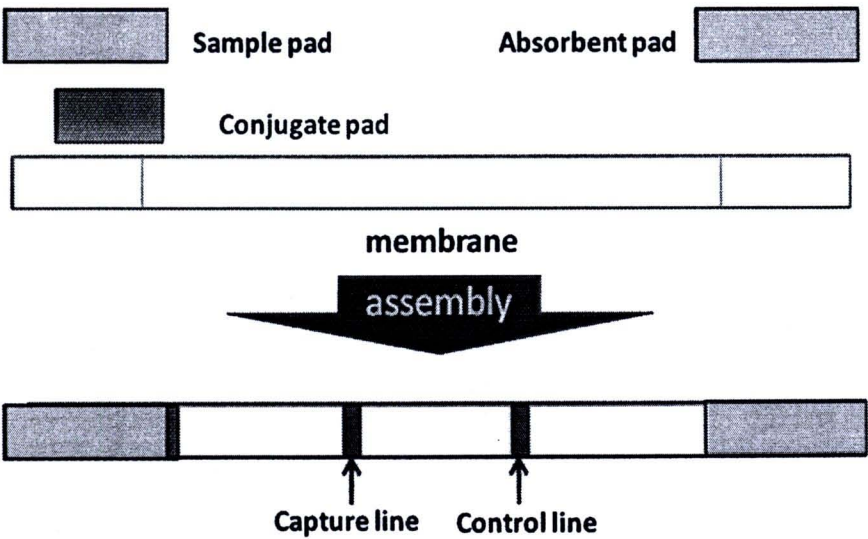 Sample pad
Absorbent pad
Conjugate pad
membrane
assembly
Capture line
Control line